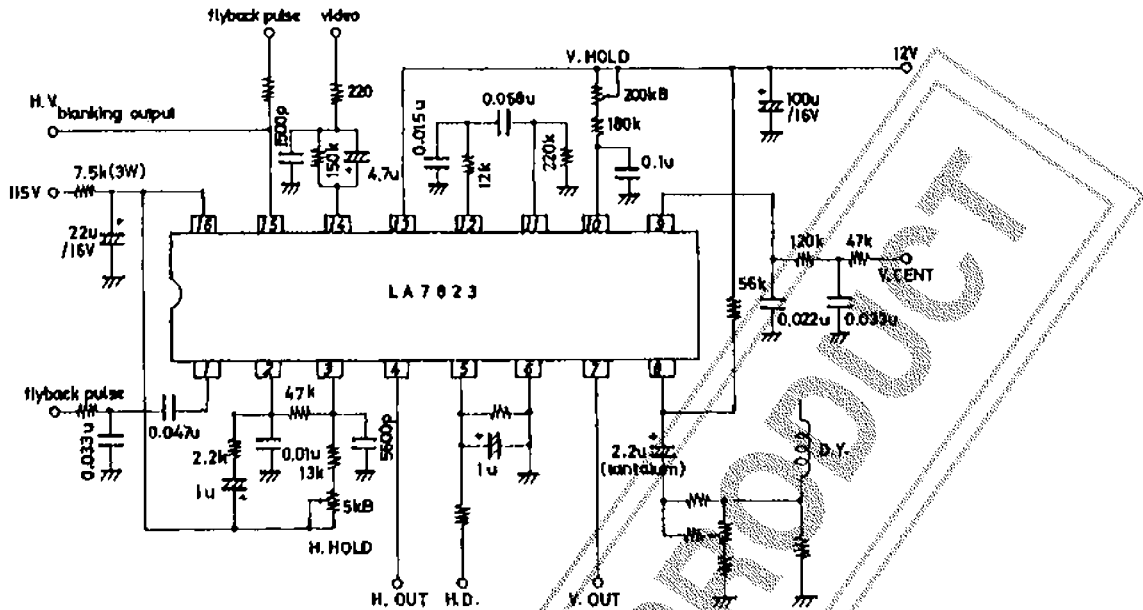 flyback pulse
video
V. HOLD
12V
220
200kB
100u
/16V
H. V.
blanking output
1500p
150k
4.7u
0.015u
0.068u
12k
220k
180k
0.1u
7.5k(3W)
115V
22u
/16V
16
15
14
13
12
11
10
9
120k
47k
V.CENT
56k
0.022u
0.033u
LA7823
1
2
3
4
5
6
7
8
flyback pulse
0.033u
0.047u
47k
2.2k
0.01u
5600p
1u
13k
5kB
H. HOLD
1u
2.2u
(tantalum)
D.Y.
H. OUT
H.D.
V. OUT
PRODUCT